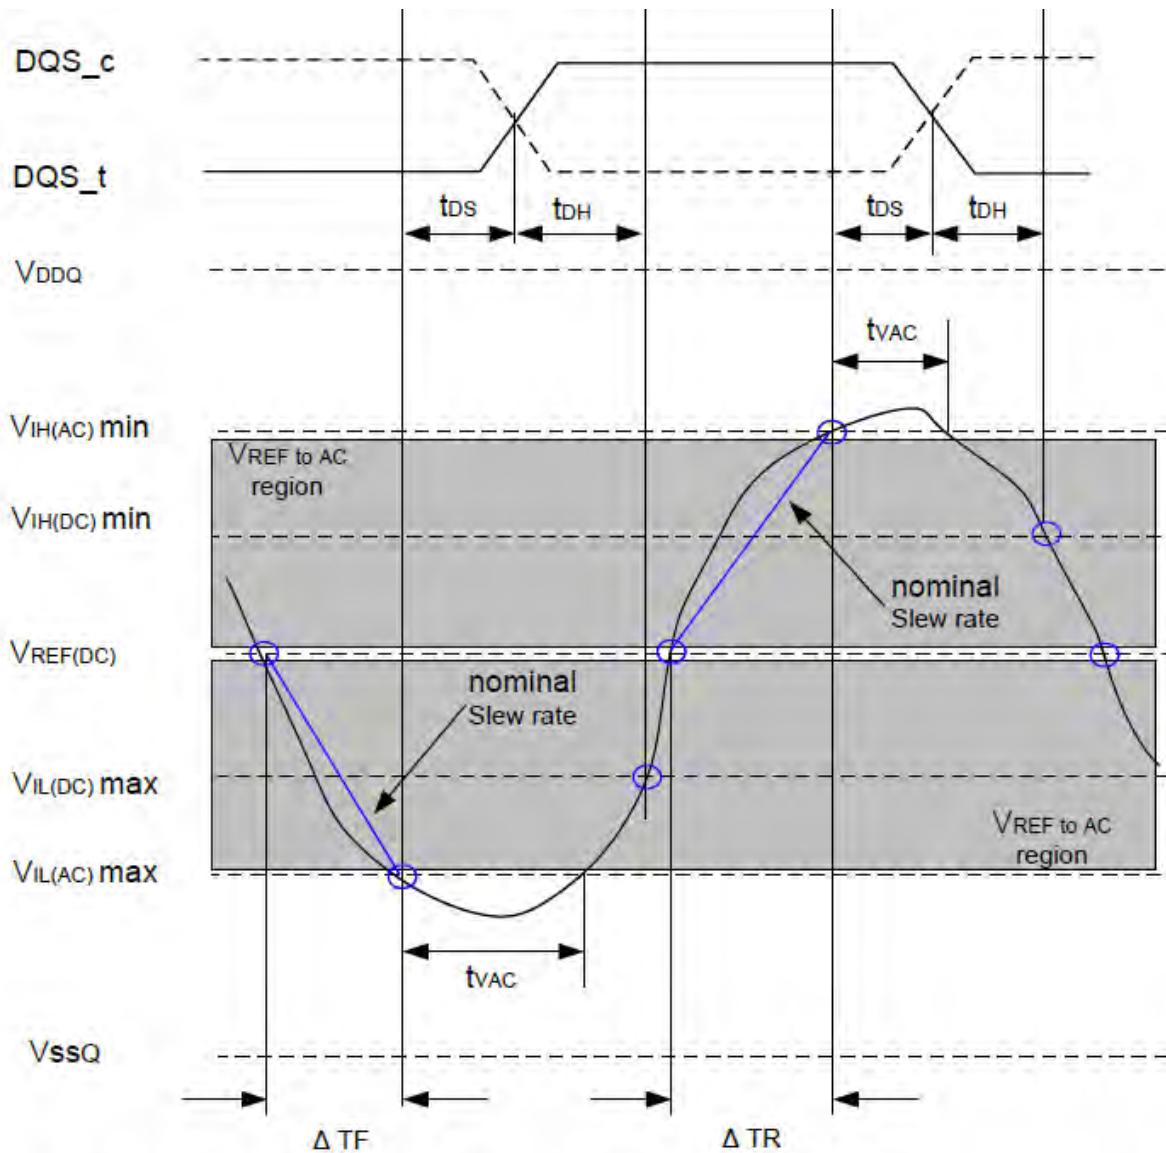 DQS_c
DQS_t
tDS
tDH
tDS
tDH
VDDQ
tVAC
VIH(AC) min
VREF to AC
region
VIH(DC) min
nominal
Slew rate
VREF(DC)
nominal
Slew rate
VIL(DC) max
VREF to AC
region
VIL(AC) max
tVAC
VssQ
Δ TF
Δ TR